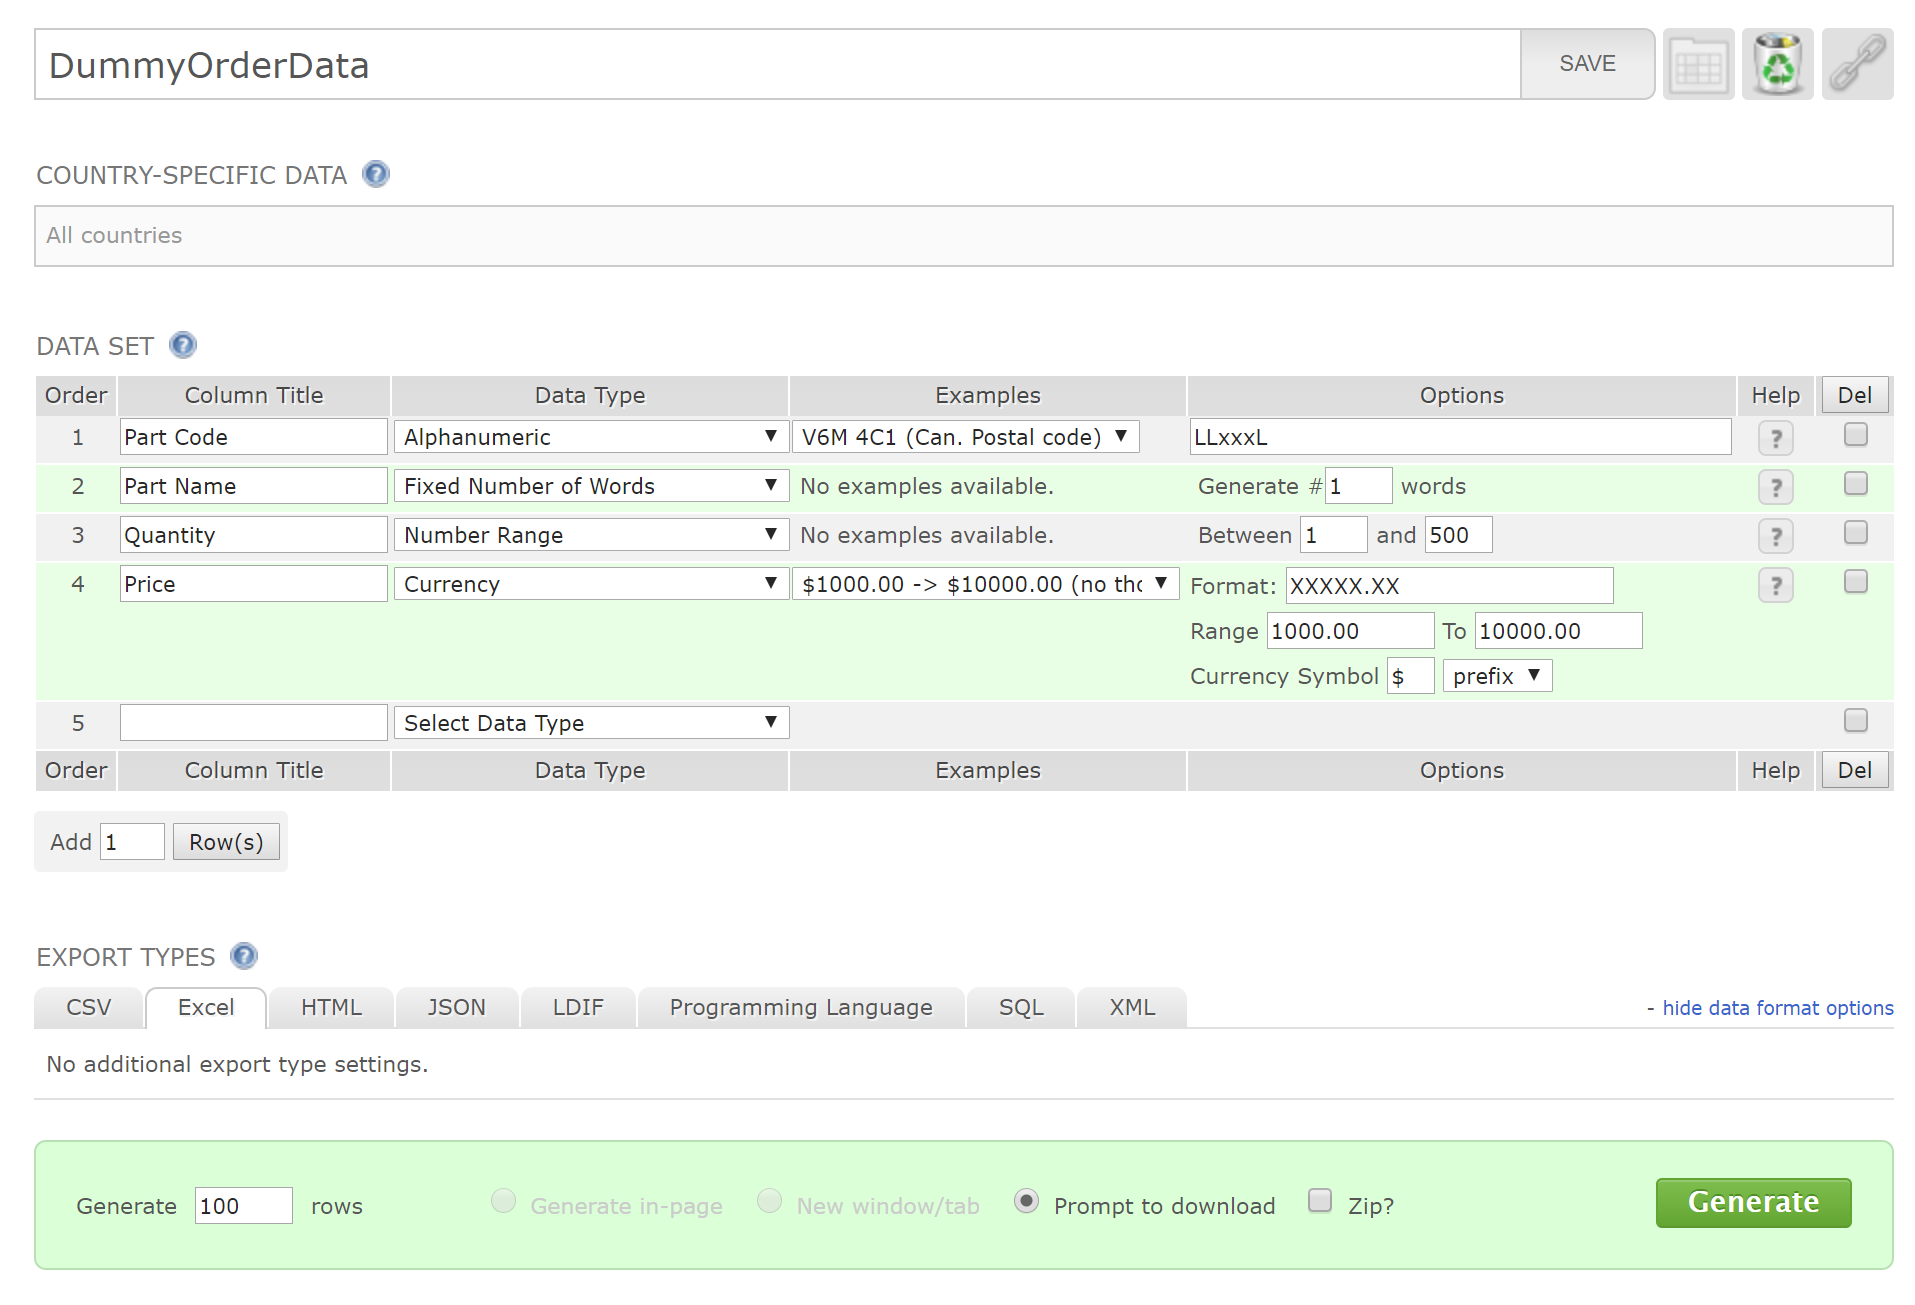 DummyOrderData SAVE
COUNTRY-SPECIFIC DATA ?
All countries
DATA SET ?
Order Column Title Data Type Examples Options Help Del
1 Part Code Alphanumeric V6M 4C1 (Can. Postal code) LLxxxL ?
2 Part Name Fixed Number of Words No examples available. Generate #1 words ?
3 Quantity Number Range No examples available. Between 1 and 500 ?
4 Price Currency $1000.00 -> $10000.00 (no tho Format: XXXXX.XX ?
Range 1000.00 To 10000.00
Currency Symbol $ prefix
5 Select Data Type
Order Column Title Data Type Examples Options Help Del
Add 1 Row(s)
EXPORT TYPES ?
CSV Excel HTML JSON LDIF Programming Language SQL XML - hide data format options
No additional export type settings.
Generate 100 rows Generate in-page New window/tab Prompt to download Zip? Generate